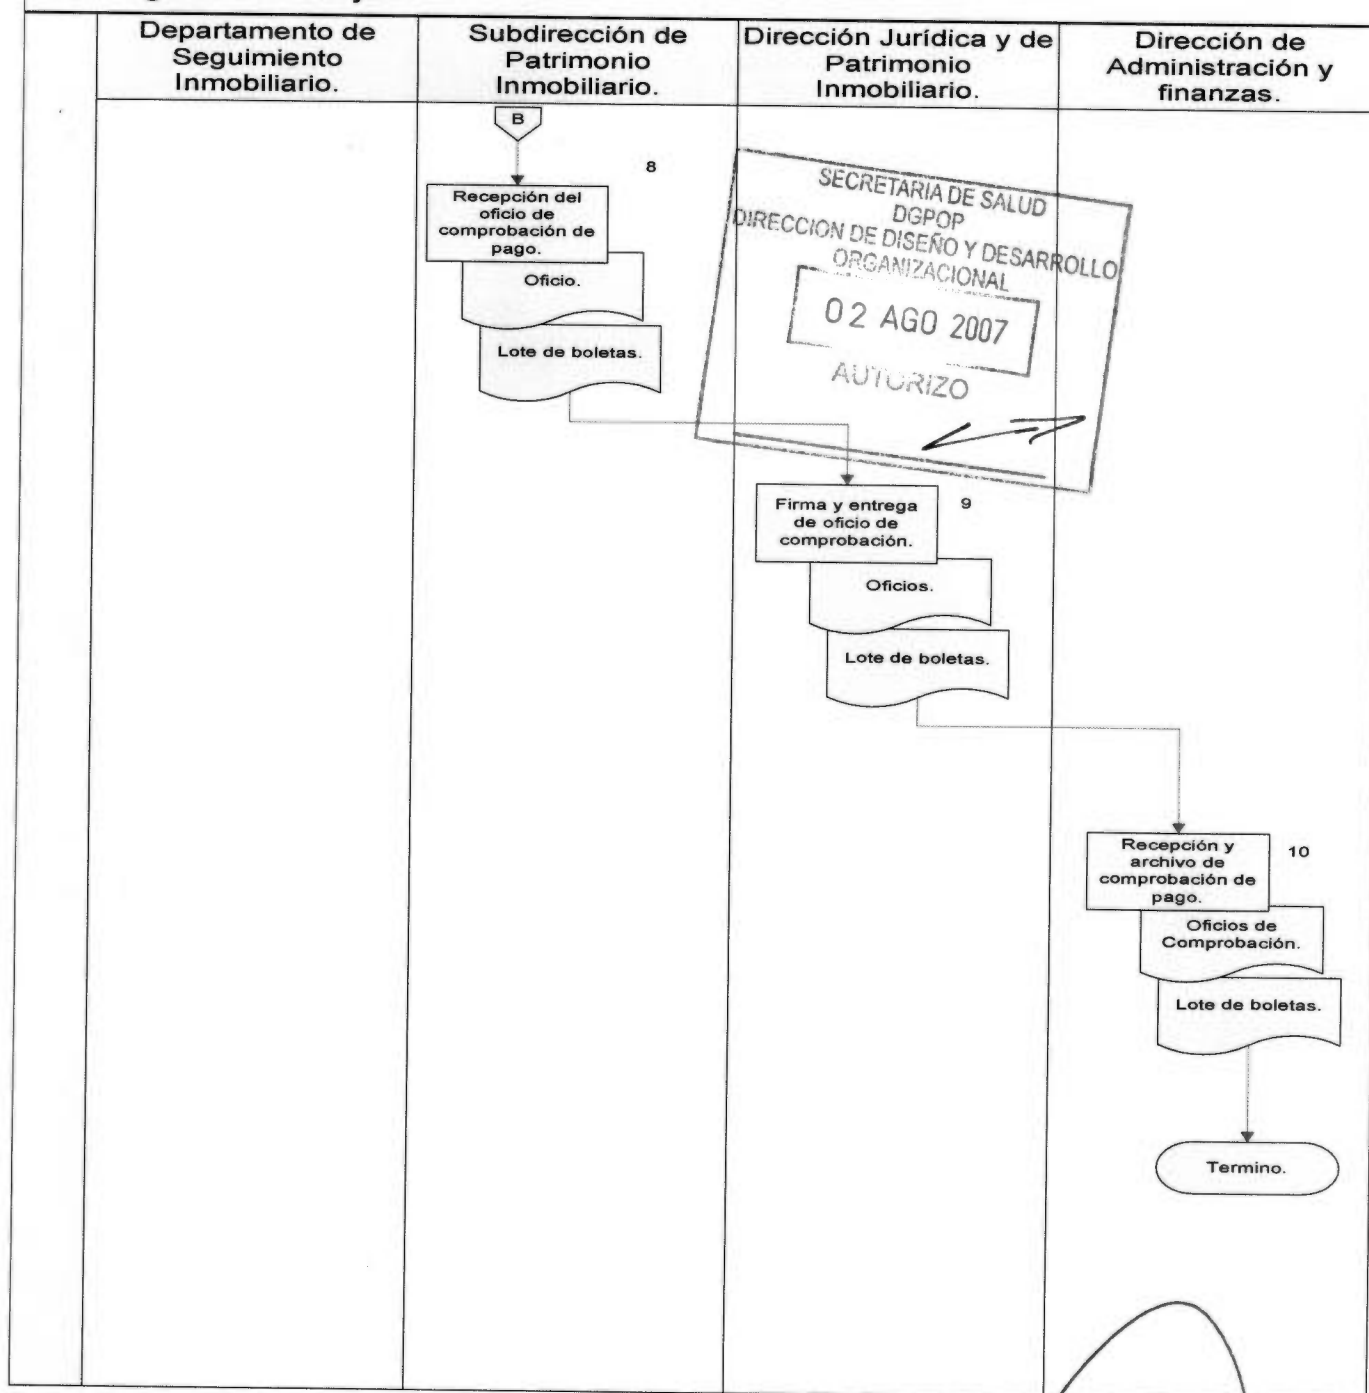 Departamento de
Seguimiento
Inmobiliario.
Subdirección de
Patrimonio
Inmobiliario.
Dirección Jurídica y de
Patrimonio
Inmobiliario.
Dirección de
Administración y
finanzas.
B
8
Recepción del
oficio de
comprobación de
pago.
Oficio.
Lote de boletas.
SECRETARIA DE SALUD
DGPOP
DIRECCION DE DISEÑO Y DESARROLLO
ORGANIZACIONAL
02 AGO 2007
AUTORIZO
9
Firma y entrega
de oficio de
comprobación.
Oficios.
Lote de boletas.
10
Recepción y
archivo de
comprobación de
pago.
Oficios de
Comprobación.
Lote de boletas.
Termino.